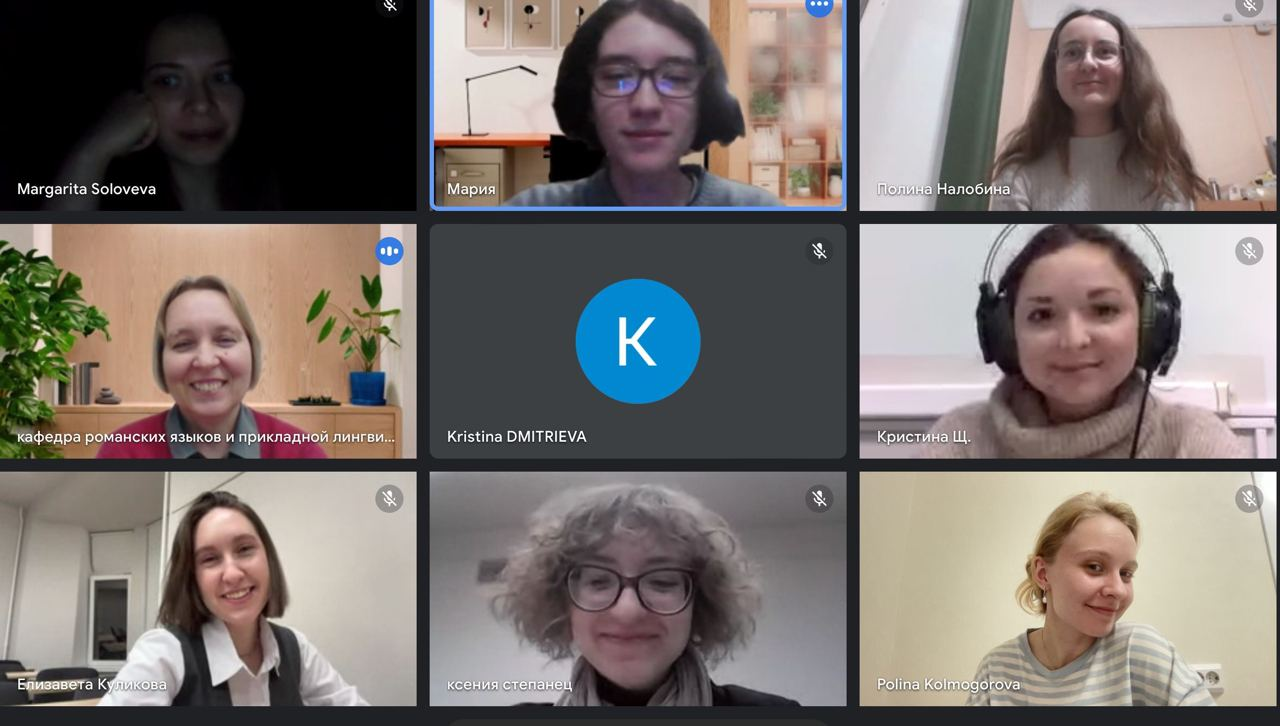 Margarita Soloveva
Мария
Полина Налобина
кафедра романских языков и прикладной лингви...
K
Kristina DMITRIEVA
Кристина Щ.
Елизавета Куликова
ксения степанец
Polina Kolmogorova